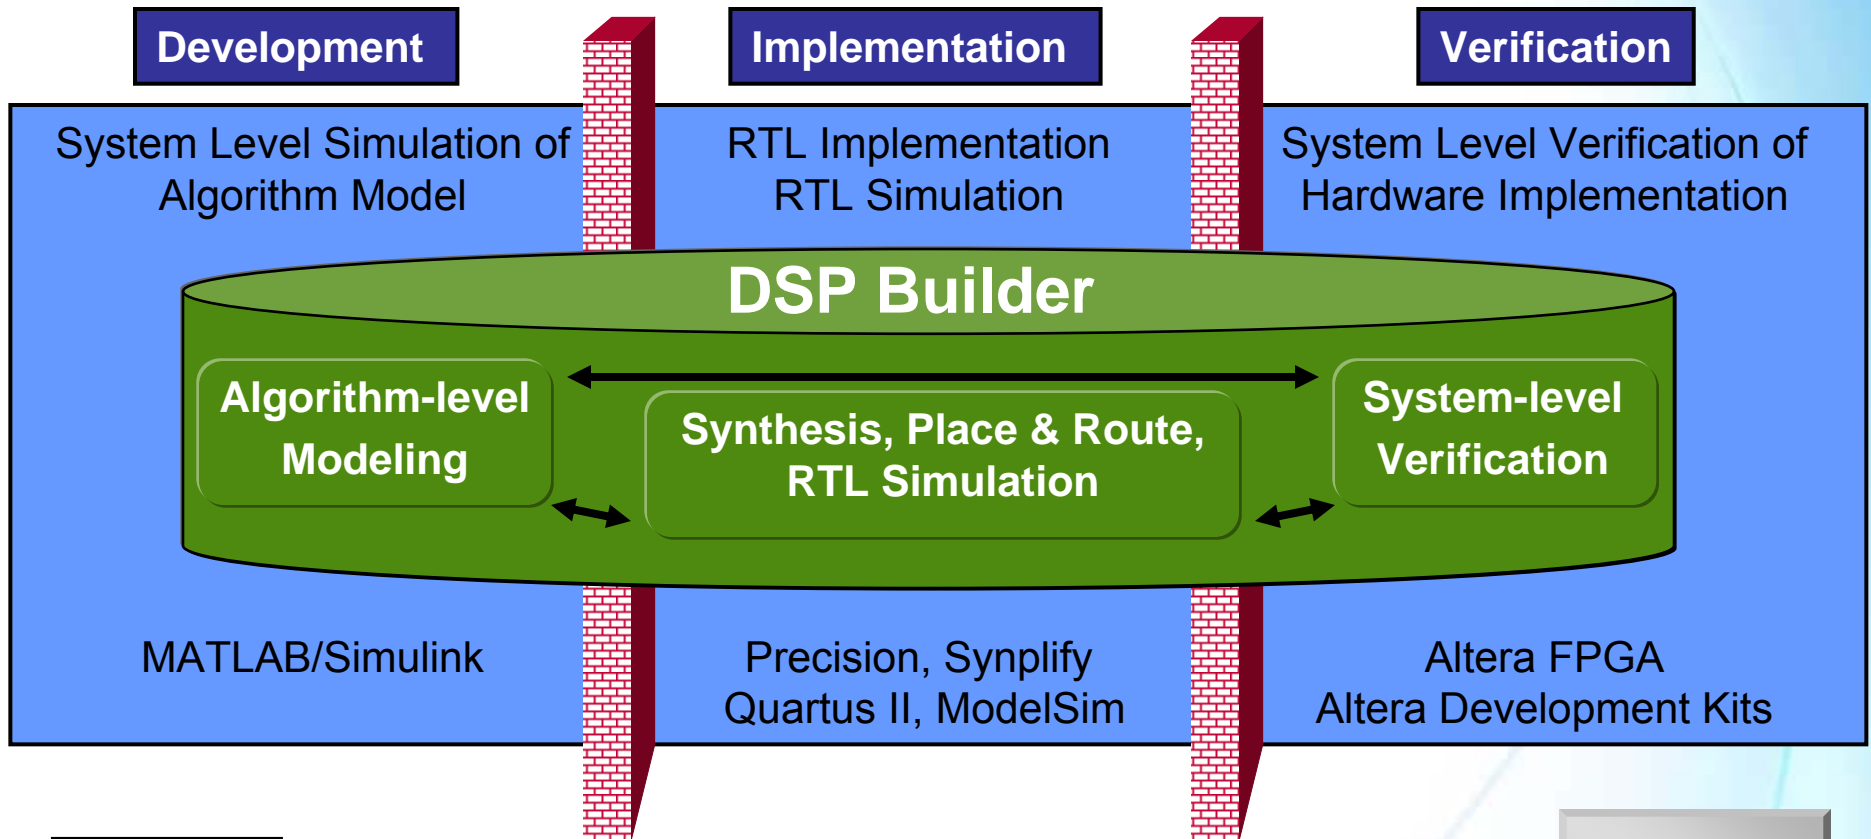 Development
Implementation
Verification
System Level Simulation of
Algorithm Model
RTL Implementation
RTL Simulation
System Level Verification of
Hardware Implementation
DSP Builder
Algorithm-level
Modeling
Synthesis, Place & Route,
RTL Simulation
System-level
Verification
MATLAB/Simulink
Precision, Synplify
Quartus II, ModelSim
Altera FPGA
Altera Development Kits